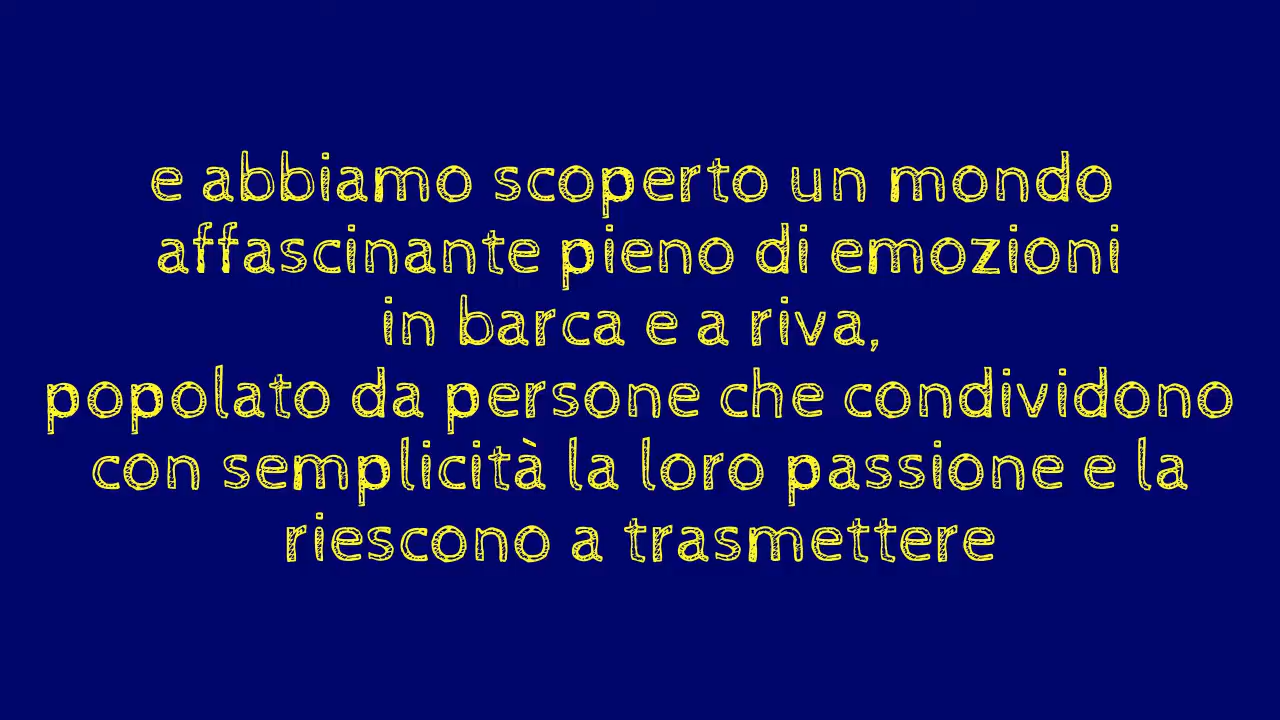 e abbiamo scoperto un mondo
affascinante pieno di emozioni
in barca e a riva,
popolato da persone che condividono
con semplicità la loro passione e la
riescono a trasmettere